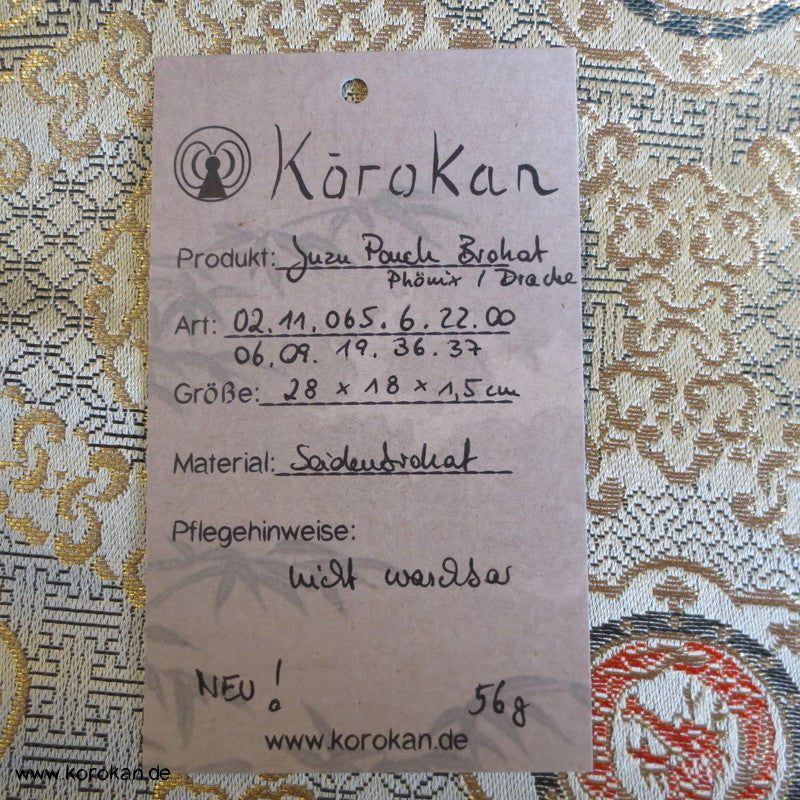 Kōrokan
Produkt: Juzu Pouch Brokat
Phönix / Drache
Art: 02.11.065.6.22.00
06.09. 19. 36. 37
Größe: 28 x 18 x 1,5 cm
Material: Seidenbrokat
Pflegehinweise:
nicht waschbar
NEU! 56g
www.korokan.de
www.korokan.de